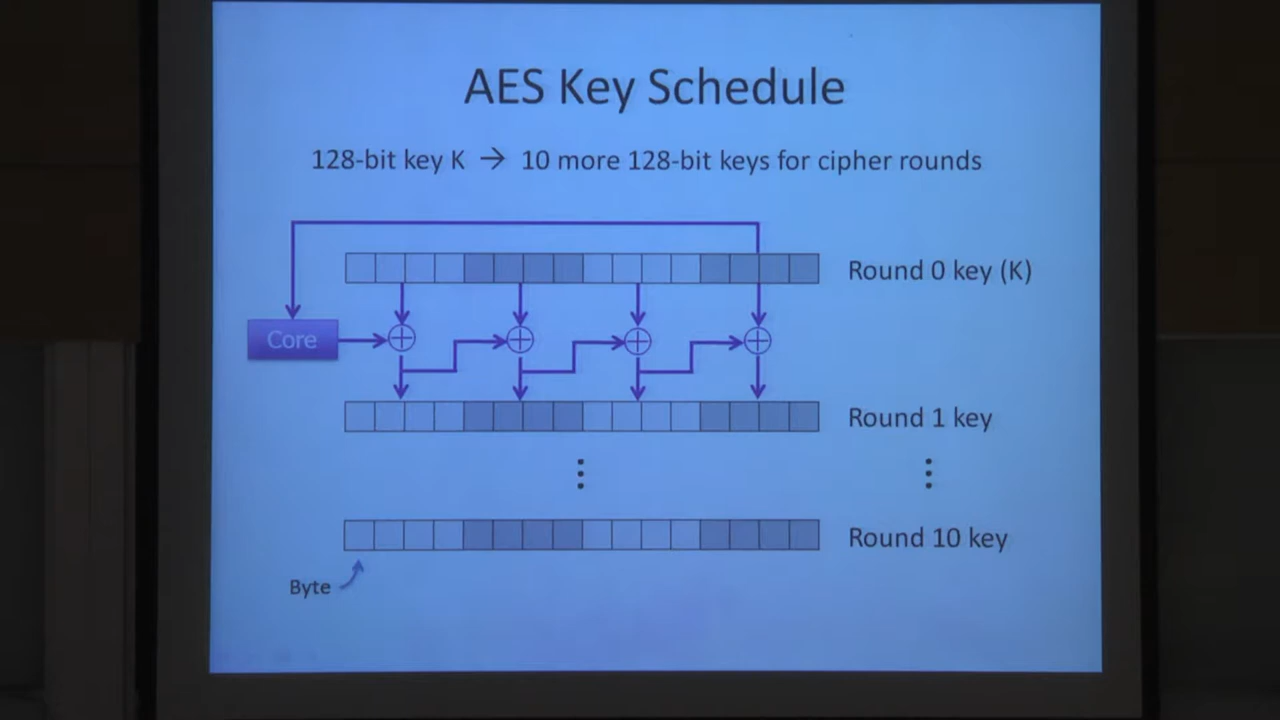 AES Key Schedule
128-bit key K → 10 more 128-bit keys for cipher rounds
Round 0 key (K)
Core
Round 1 key
Round 10 key
Byte